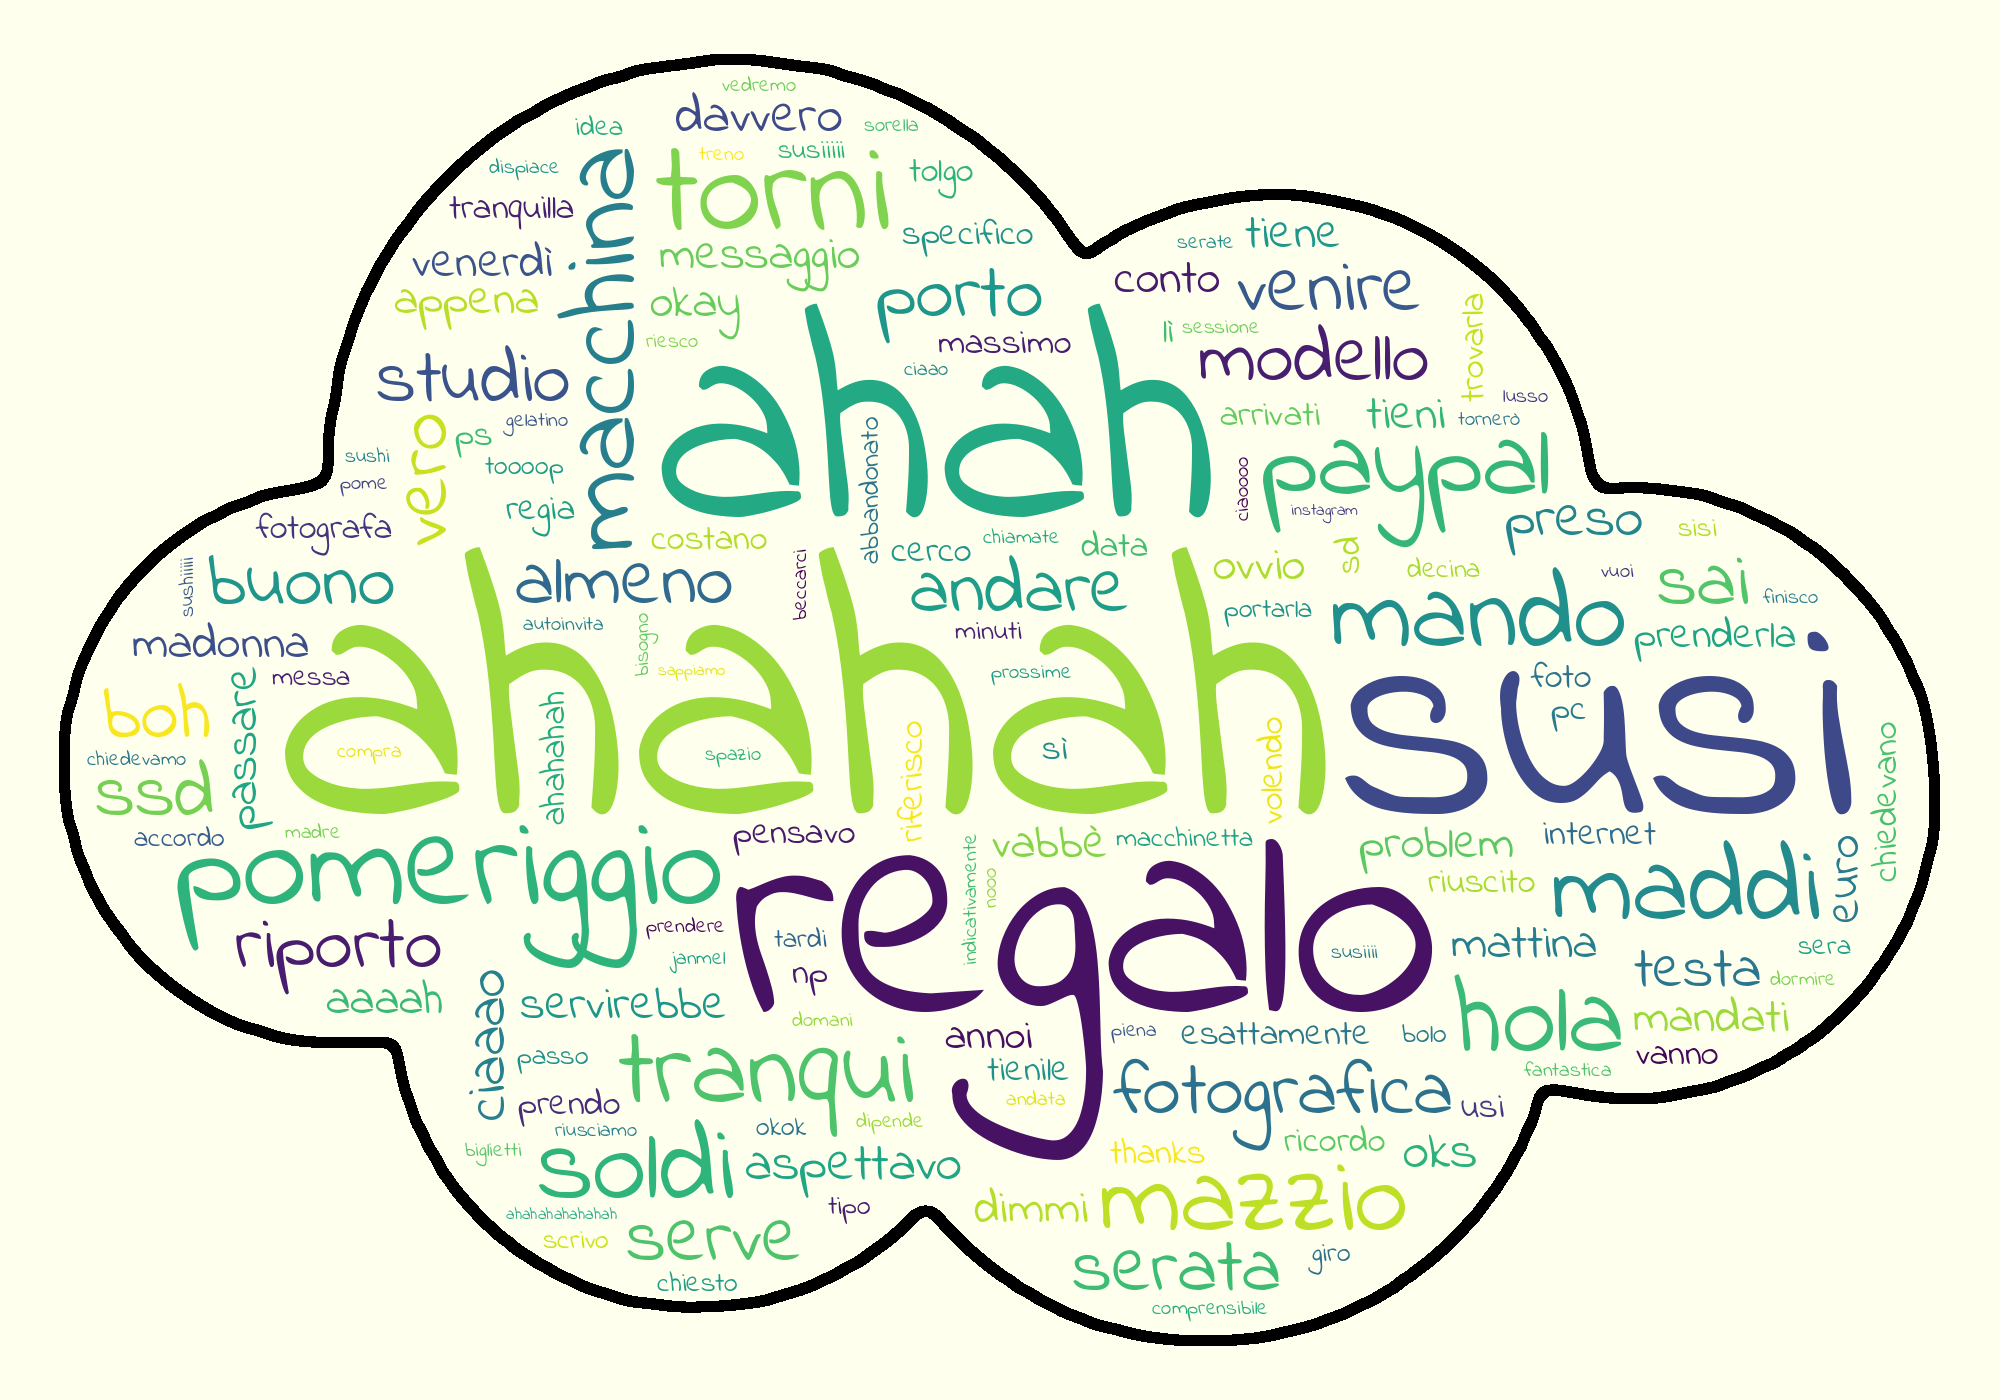 vedremo
davvero
idea
sorella
treno
susiiiii
dispiace
tolgo
torni
macchina
tranquilla
specifico
serate
tiene
venerdì
messaggio
conto
venire
appena
okay
porto
lì
sessione
trovarla
riesco
massimo
modello
studio
ciaao
ahah
lusso
arrivati
tieni
tornerà
gelatino
vero
ps
abbandonato
sushi
toooop
paypal
pome
ciaoooo
instagram
regia
fotografa
preso
sisi
costano
chiamate
data
cerco
sd
beccarci
ovvio
decina
vuoi
sushiiiii
buono
almeno
andare
sai
finisco
portarla
mando
autoinvita
minuti
madonna
bisogno
prenderla
messa
sappiamo
prossime
foto
passare
boh
ahahah
susi
pc
ahahahah
riferisco
volendo
chiedevamo
compra
spazio
sì
chiedevano
ssd
accordo
madre
pensavo
vabbè
macchinetta
problem
internet
pomeriggio
regalo
indicativamente
nooo
riuscito
maddi
euro
prendere
tardi
riporto
mattina
sera
janmel
susiiii
np
testa
dormire
aaaah
ciaaao
servirebbe
hola
domani
mandati
annoi
piena
esattamente
bolo
passo
tranqui
tienile
vanno
fantastica
prendo
andata
fotografica
usi
riusciamo
okok
dipende
biglietti
soldi
aspettavo
thanks
ricordo
oks
ahahahahahah
tipo
dimmi
mazzio
scrivo
serve
giro
chiesto
serata
comprensibile